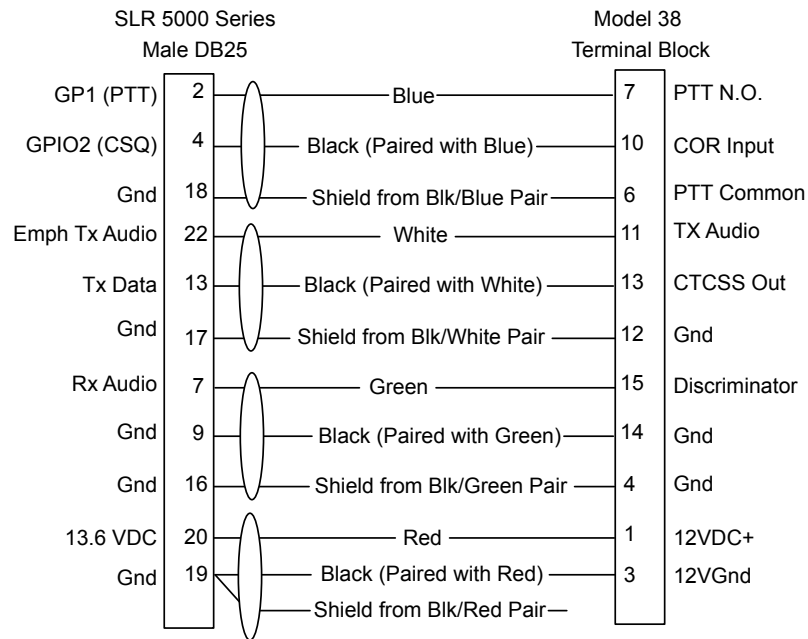 SLR 5000 Series
Male DB25
Model 38
Terminal Block
GP1 (PTT) 2 Blue 7 PTT N.O.
GPIO2 (CSQ) 4 Black (Paired with Blue) 10 COR Input
Gnd 18 Shield from Blk/Blue Pair 6 PTT Common
Emph Tx Audio 22 White 11 TX Audio
Tx Data 13 Black (Paired with White) 13 CTCSS Out
Gnd 17 Shield from Blk/White Pair 12 Gnd
Rx Audio 7 Green 15 Discriminator
Gnd 9 Black (Paired with Green) 14 Gnd
Gnd 16 Shield from Blk/Green Pair 4 Gnd
13.6 VDC 20 Red 1 12VDC+
Gnd 19 Black (Paired with Red) 3 12VGnd
Shield from Blk/Red Pair